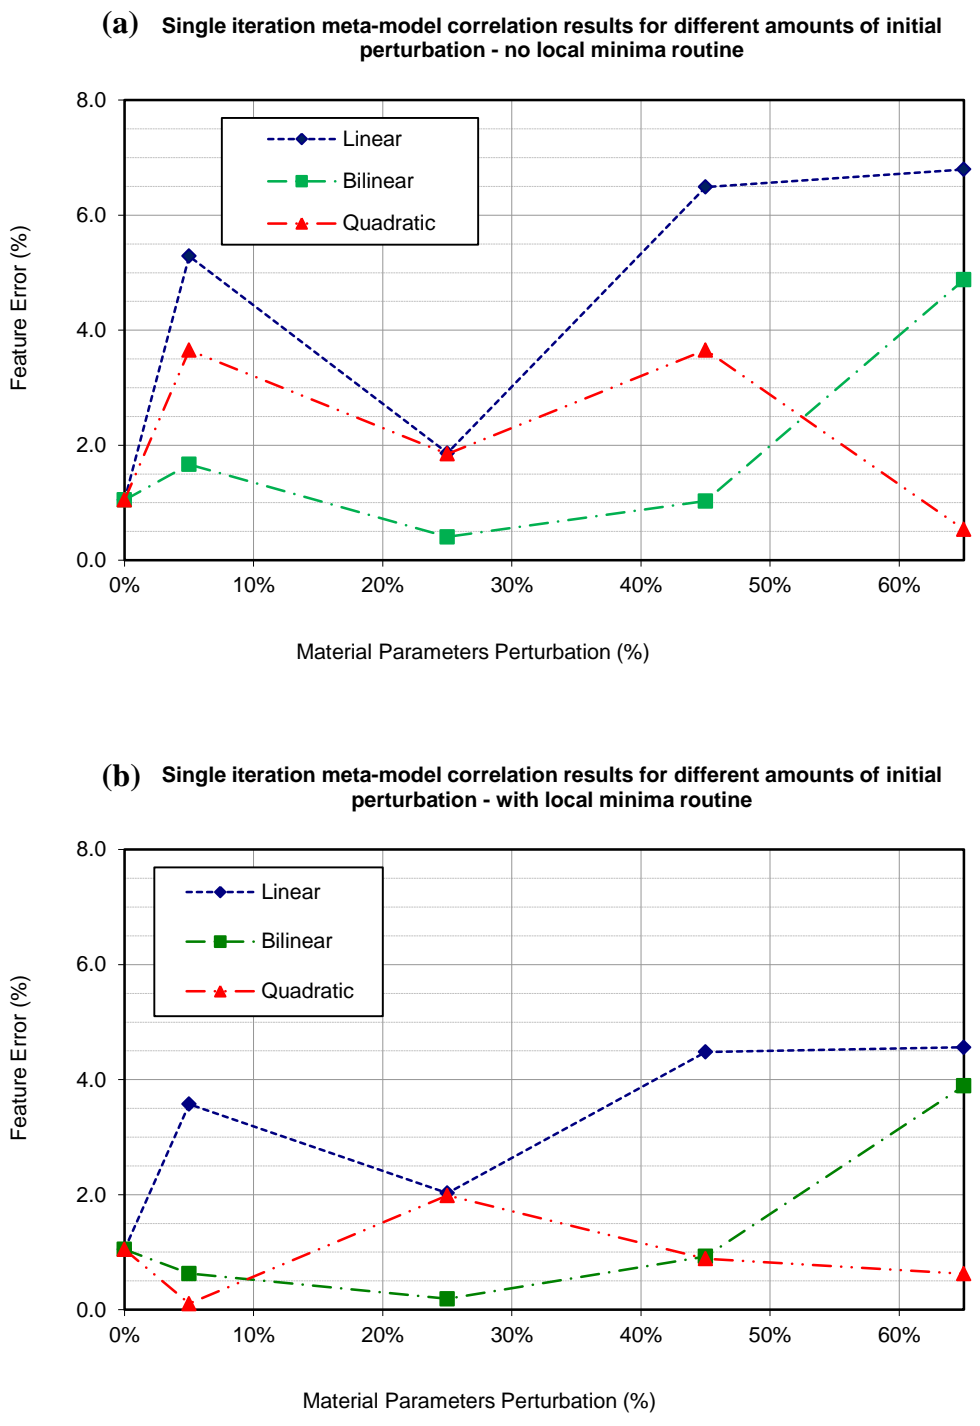 (a) Single iteration meta-model correlation results for different amounts of initial
perturbation - no local minima routine
8.0
6.0
4.0
2.0
0.0
Feature Error (%)
Linear
Bilinear
Quadratic
0% 10% 20% 30% 40% 50% 60%
Material Parameters Perturbation (%)
(b) Single iteration meta-model correlation results for different amounts of initial
perturbation - with local minima routine
8.0
6.0
4.0
2.0
0.0
Feature Error (%)
Linear
Bilinear
Quadratic
0% 10% 20% 30% 40% 50% 60%
Material Parameters Perturbation (%)